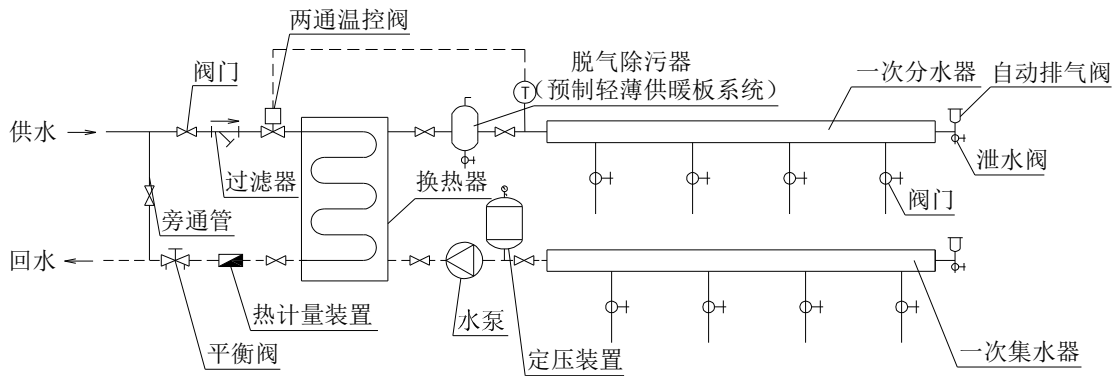 两通温控阀
阀门
脱气除污器
（预制轻薄供暖板系统）
一次分水器
自动排气阀
T
供水
过滤器
换热器
泄水阀
旁通管
阀门
回水
热计量装置
水泵
平衡阀
定压装置
一次集水器